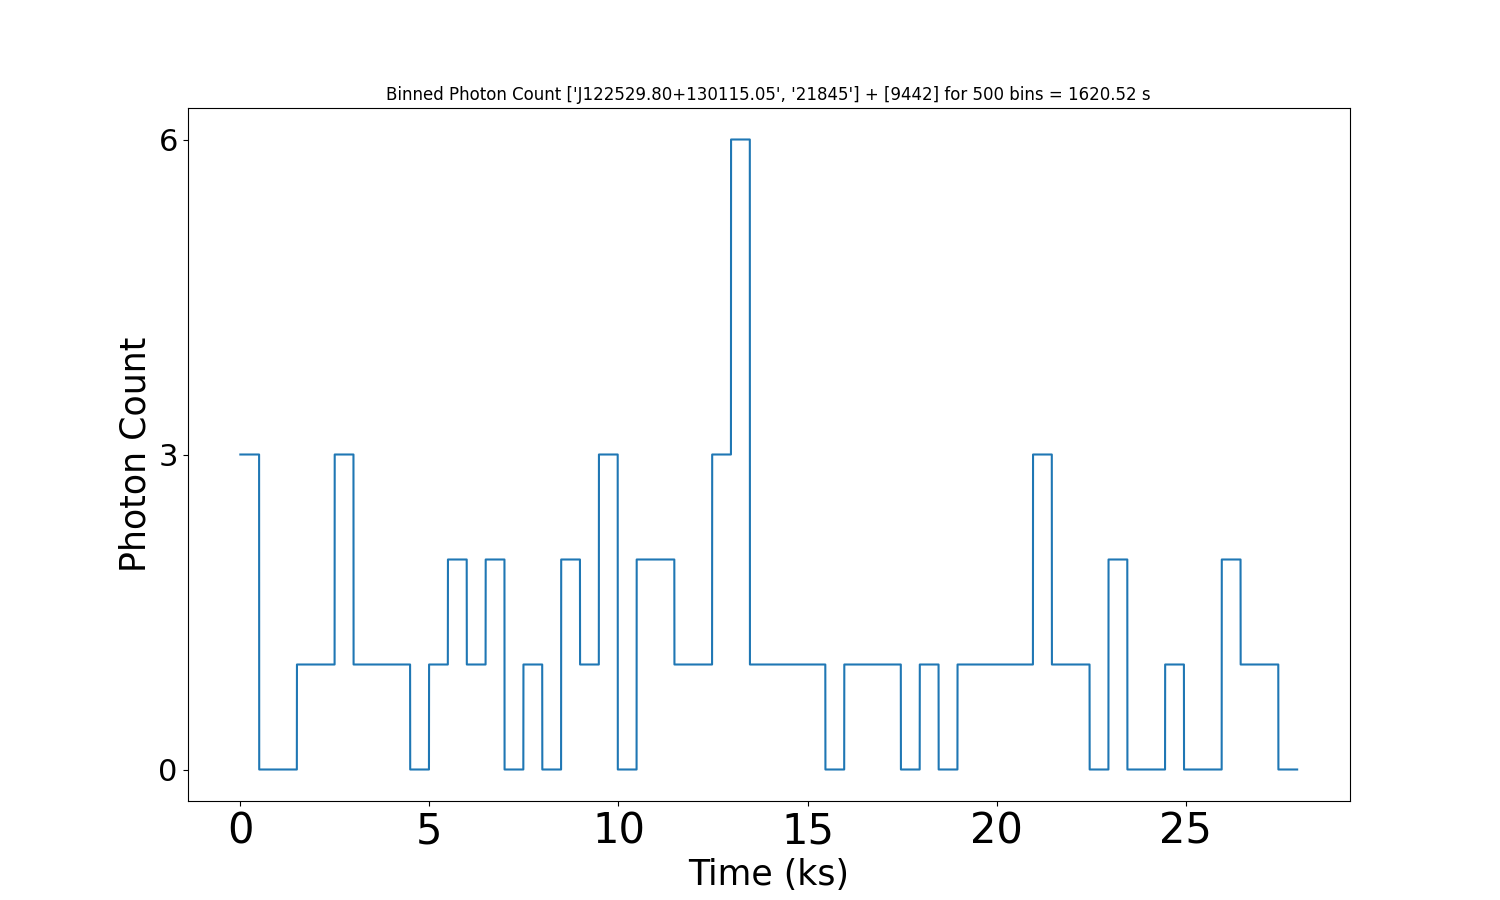 Binned Photon Count ['J122529.80+130115.05', '21845'] + [9442] for 500 bins = 1620.52 s
6
3
0
Photon Count
0 5 10 15 20 25
Time (ks)